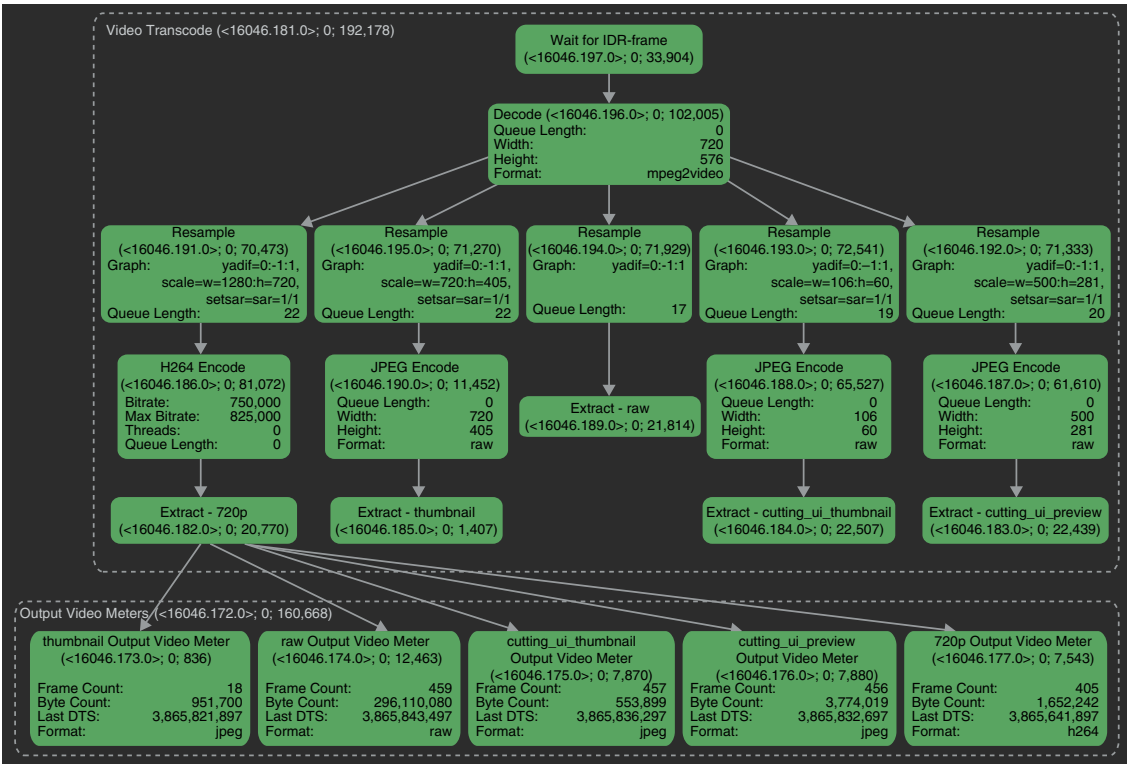 Video Transcode (<16046.181.0>; 0; 192,178)
Wait for IDR-frame
(<16046.197.0>; 0; 33,904)
Decode (<16046.196.0>; 0; 102,005)
Queue Length: 0
Width: 720
Height: 576
Format: mpeg2video
Resample
(<16046.191.0>; 0; 70,473)
Graph: yadif=0:-1:1,
scale=w=1280:h=720,
setsar=sar=1/1
Queue Length: 22
Resample
(<16046.195.0>; 0; 71,270)
Graph: yadif=0:-1:1,
scale=w=720:h=405,
setsar=sar=1/1
Queue Length: 22
Resample
(<16046.194.0>; 0; 71,929)
Graph: yadif=0:-1:1
Queue Length: 17
Resample
(<16046.193.0>; 0; 72,541)
Graph: yadif=0:–1:1,
scale=w=106:h=60,
setsar=sar=1/1
Queue Length: 19
Resample
(<16046.192.0>; 0; 71,333)
Graph: yadif=0:-1:1,
scale=w=500:h=281,
setsar=sar=1/1
Queue Length: 20
H264 Encode
(<16046.186.0>; 0; 81,072)
Bitrate: 750,000
Max Bitrate: 825,000
Threads: 0
Queue Length: 0
JPEG Encode
(<16046.190.0>; 0; 11,452)
Queue Length: 0
Width: 720
Height: 405
Format: raw
Extract - raw
(<16046.189.0>; 0; 21,814)
JPEG Encode
(<16046.188.0>; 0; 65,527)
Queue Length: 0
Width: 106
Height: 60
Format: raw
JPEG Encode
(<16046.187.0>; 0; 61,610)
Queue Length: 0
Width: 500
Height: 281
Format: raw
Extract - 720p
(<16046.182.0>; 0; 20,770)
Extract - thumbnail
(<16046.185.0>; 0; 1,407)
Extract - cutting_ui_thumbnail
(<16046.184.0>; 0; 22,507)
Extract - cutting_ui_preview
(<16046.183.0>; 0; 22,439)
Output Video Meters (<16046.172.0>; 0; 160,668)
thumbnail Output Video Meter
(<16046.173.0>; 0; 836)
Frame Count: 18
Byte Count: 951,700
Last DTS: 3,865,821,897
Format: jpeg
raw Output Video Meter
(<16046.174.0>; 0; 12,463)
Frame Count: 459
Byte Count: 296,110,080
Last DTS: 3,865,843,497
Format: raw
cutting_ui_thumbnail
Output Video Meter
(<16046.175.0>; 0; 7,870)
Frame Count: 457
Byte Count: 553,899
Last DTS: 3,865,836,297
Format: jpeg
cutting_ui_preview
Output Video Meter
(<16046.176.0>; 0; 7,880)
Frame Count: 456
Byte Count: 3,774,019
Last DTS: 3,865,832,697
Format: jpeg
720p Output Video Meter
(<16046.177.0>; 0; 7,543)
Frame Count: 405
Byte Count: 1,652,242
Last DTS: 3,865,641,897
Format: h264